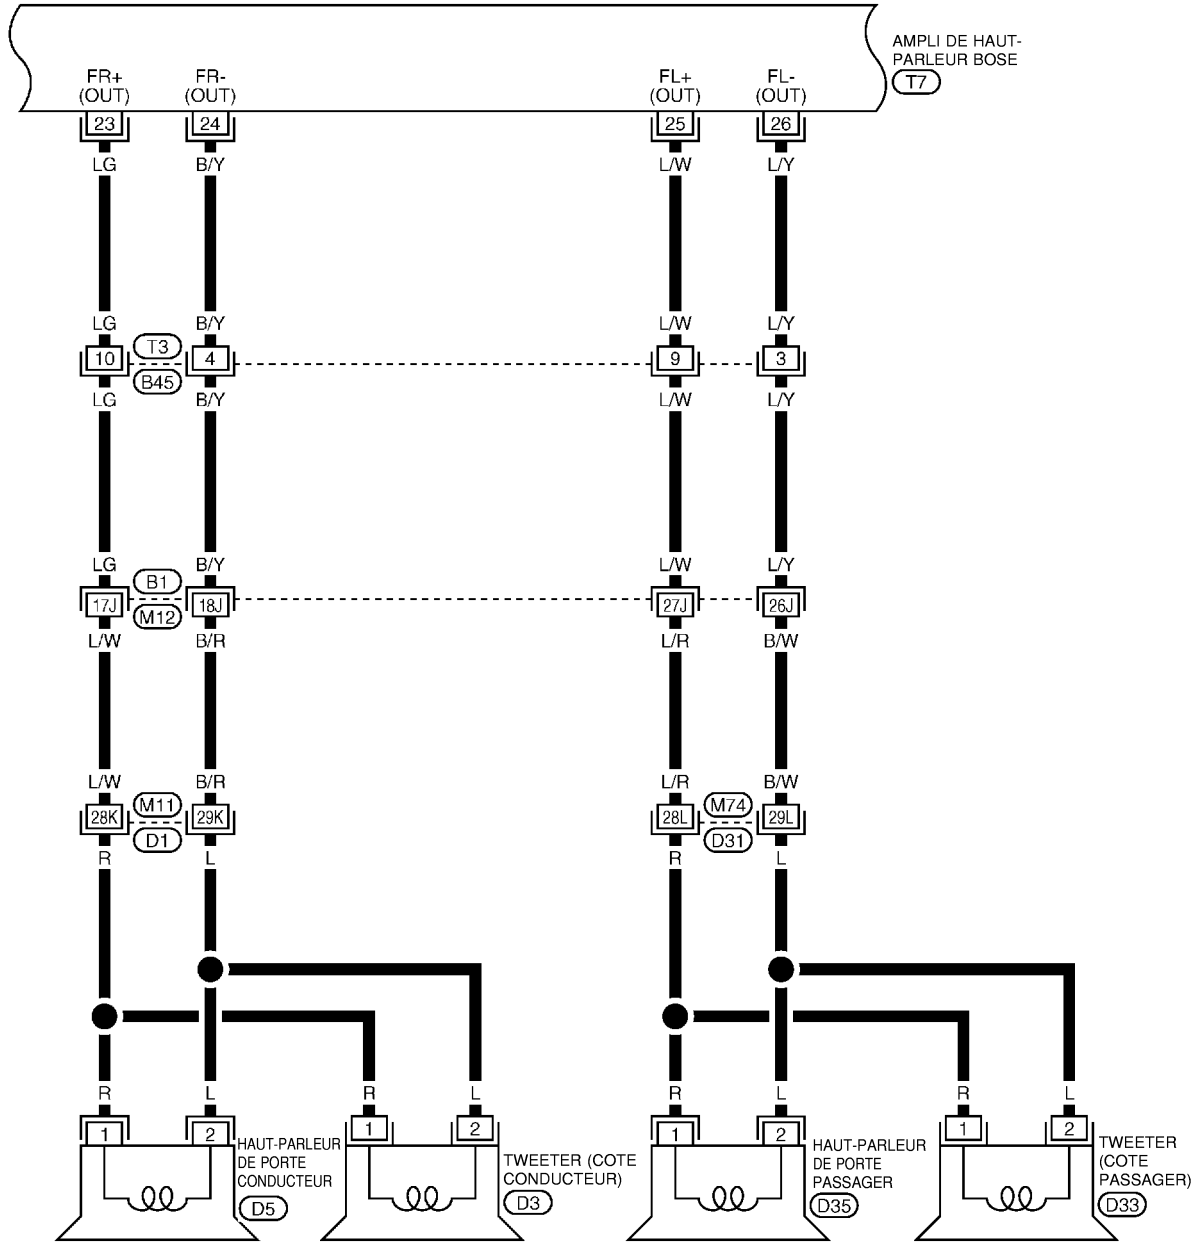 AMPLI DE HAUT-
PARLEUR BOSE
T7
FR+ FR- FL+ FL-
(OUT) (OUT) (OUT) (OUT)
23 24 25 26
LG B/Y L/W L/Y
LG B/Y L/W L/Y
T3
10 4 9 3
B45
LG B/Y L/W L/Y
LG B/Y L/W L/Y
B1
17J 18J 27J 26J
M12
L/W B/R L/R B/W
L/W B/R L/R B/W
M11 M74
28K 29K 28L 29L
D1 D31
R L R L
R L R L R L R L
1 2 1 2 1 2 1 2
HAUT-PARLEUR
DE PORTE
CONDUCTEUR
D5
TWEETER (COTE
CONDUCTEUR)
D3
HAUT-PARLEUR
DE PORTE
PASSAGER
D35
TWEETER
(COTE
PASSAGER)
D33